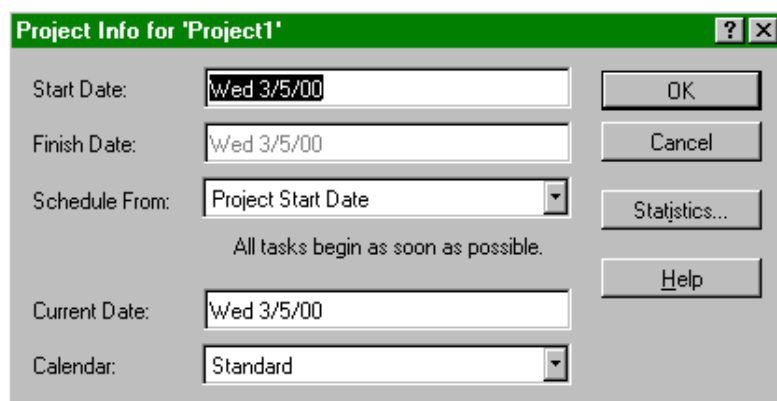 Project Info for 'Project1'
Start Date: Wed 3/5/00 OK
Finish Date: Wed 3/5/00 Cancel
Schedule From: Project Start Date Statistics...
All tasks begin as soon as possible.
Help
Current Date: Wed 3/5/00
Calendar: Standard